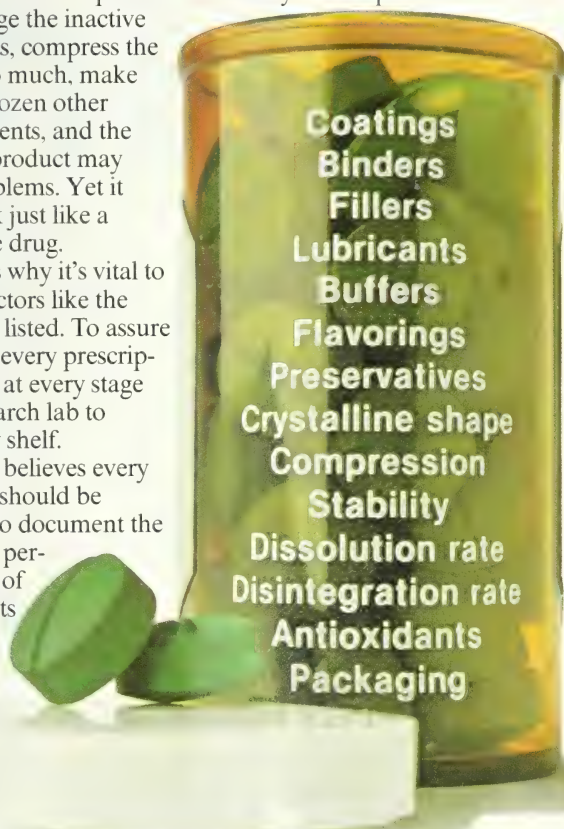 ge the inactive
s, compress the
much, make
ozen other
ents, and the
product may
blems. Yet it
just like a
e drug.
s why it's vital to
ctors like the
listed. To assure
every prescrip-
at every stage
arch lab to
shelf.
believes every
should be
o document the
per-
of
ts
Coatings
Binders
Fillers
Lubricants
Buffers
Flavorings
Preservatives
Crystalline shape
Compression
Stability
Dissolution rate
Disintegration rate
Antioxidants
Packaging